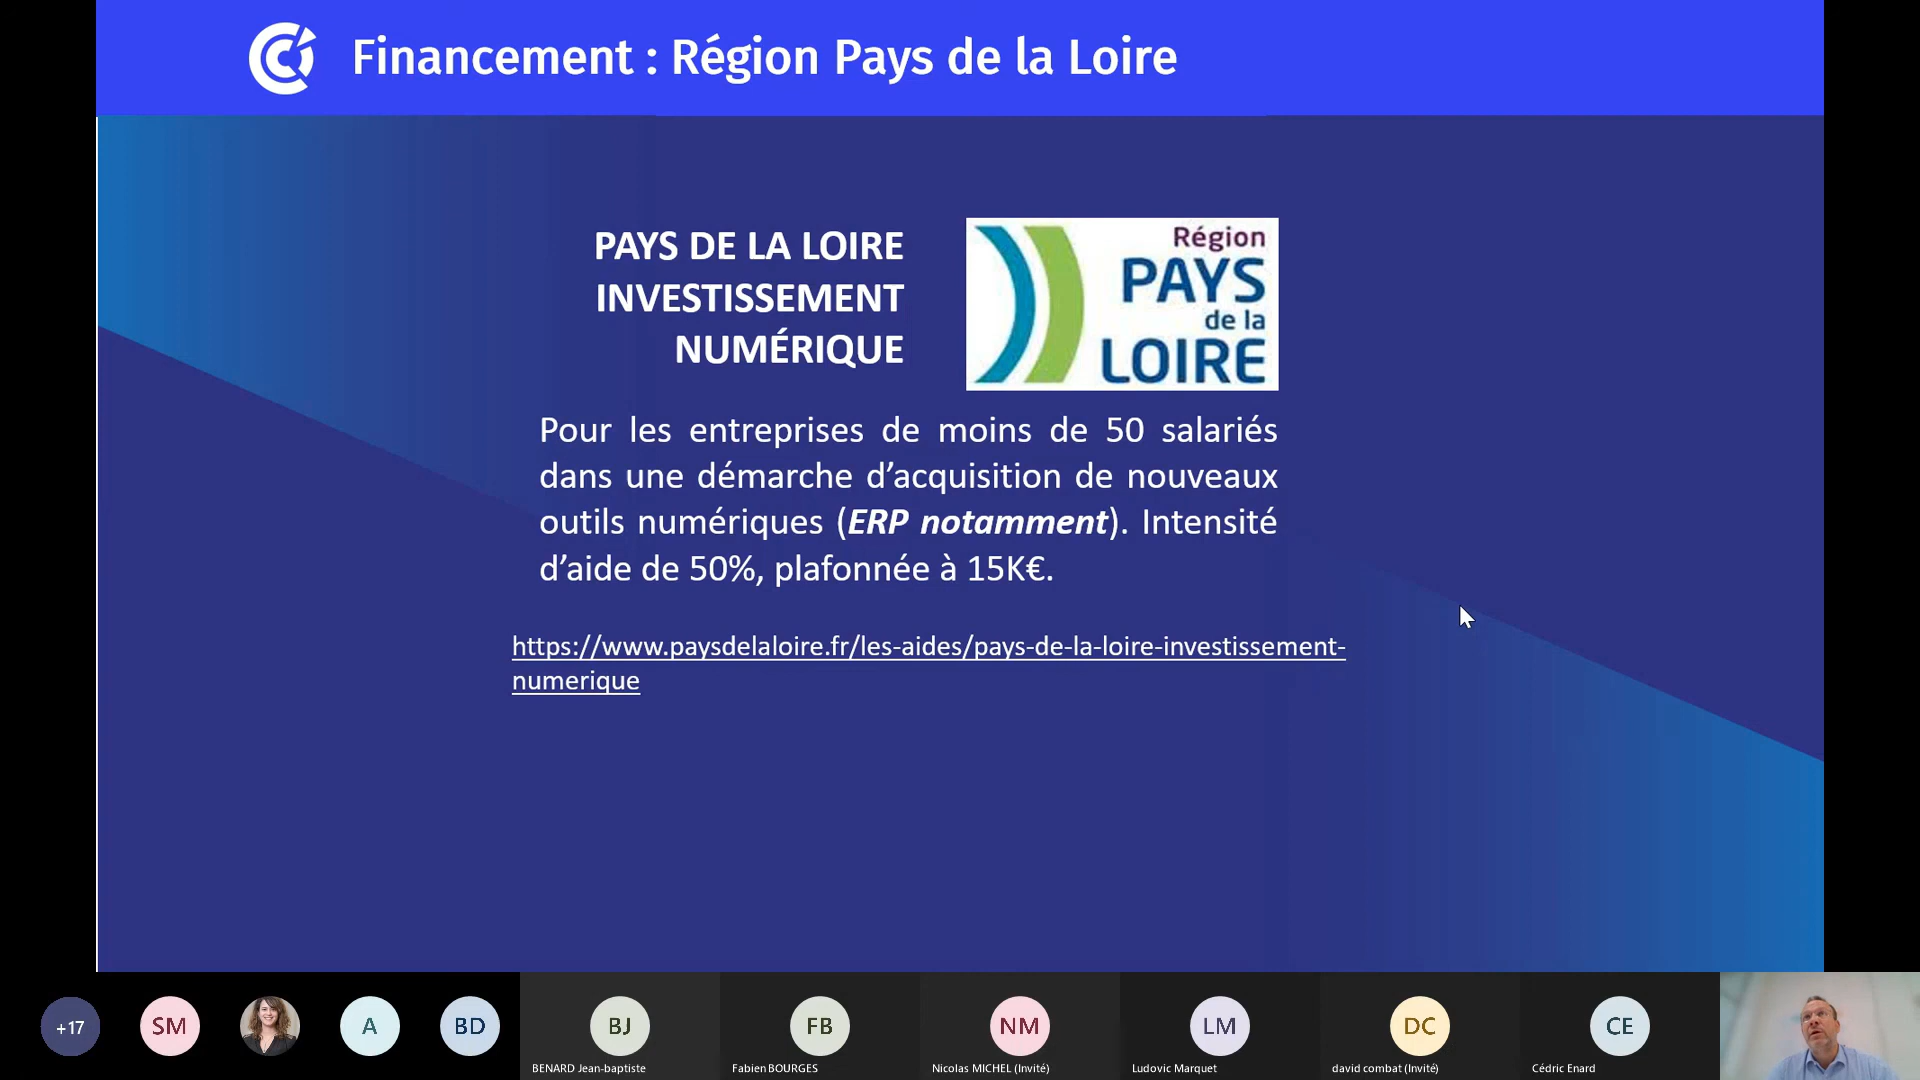 Financement : Région Pays de la Loire
PAYS DE LA LOIRE
INVESTISSEMENT
NUMÉRIQUE
Région
PAYS
de la
LOIRE
Pour les entreprises de moins de 50 salariés
dans une démarche d’acquisition de nouveaux
outils numériques (ERP notamment). Intensité
d’aide de 50%, plafonnée à 15K€.
https://www.paysdelaloire.fr/les-aides/pays-de-la-loire-investissement-
numerique
+17
SM
A
BD
BJ
FB
NM
LM
DC
CE
BENARD Jean-baptiste
Fabien BOURGES
Nicolas MICHEL (Invité)
Ludovic Marquet
david combat (Invité)
Cédric Enard